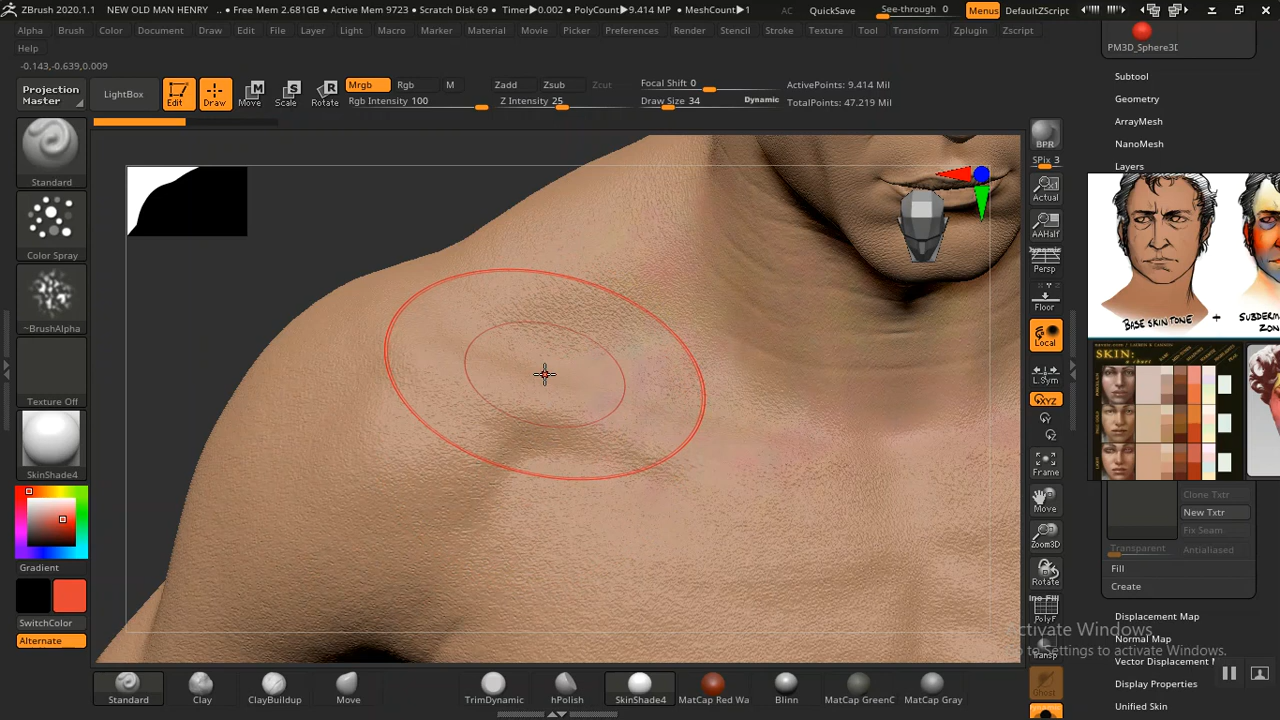 ZBrush 2020.1.1 NEW OLD MAN HENRY .. • Free Mem 2.681GB • Active Mem 9723 • Scratch Disk 69 • Timer▶0.002 • PolyCount▶9.414 MP • MeshCount▶1 AC QuickSave See-through 0 Menus DefaultZScript
Alpha Brush Color Document Draw Edit File Layer Light Macro Marker Material Movie Picker Preferences Render Stencil Stroke Texture Tool Transform Zplugin Zscript
Help
PM3D_Sphere3D
-0.143,-0.639,0.009
Projection Master
LightBox
Edit Draw Move Scale Rotate
Mrgb Rgb M
Rgb Intensity 100
Zadd Zsub Zcut
Z Intensity 25
Focal Shift 0
Draw Size 34 Dynamic
ActivePoints: 9.414 Mil
TotalPoints: 47.219 Mil
Standard
Color Spray
~BrushAlpha
Texture Off
SkinShade4
Gradient
SwitchColor
Alternate
BPR
SPix 3
Actual
AAHalf
Dynamic
Persp
Floor
Local
L.Sym
XYZ
Frame
Move
Zoom3D
Rotate
PolyF
Transp
Ghost
Subtool
Geometry
ArrayMesh
NanoMesh
Layers
BASE SKIN TONE +
SKIN:
Clone Txtr
New Txtr
Fix Seam
Transparent Antialiased
Fill
Create
Displacement Map
Normal Map
Vector Displacement
Display Properties
Unified Skin
Activate Windows
to Settings to activate Windows.
Standard Clay ClayBuildup Move TrimDynamic hPolish SkinShade4 MatCap Red Wa Blinn MatCap GreenC MatCap Gray